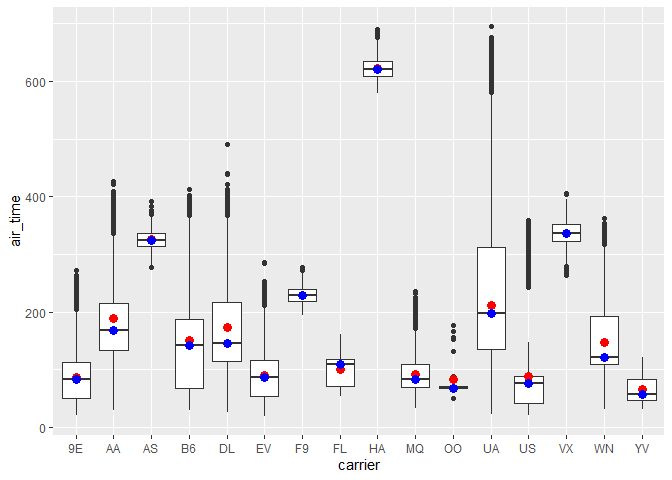 600
400
200
0
air_time
9E AA AS B6 DL EV F9 FL HA MQ OO UA US VX WN YV
carrier